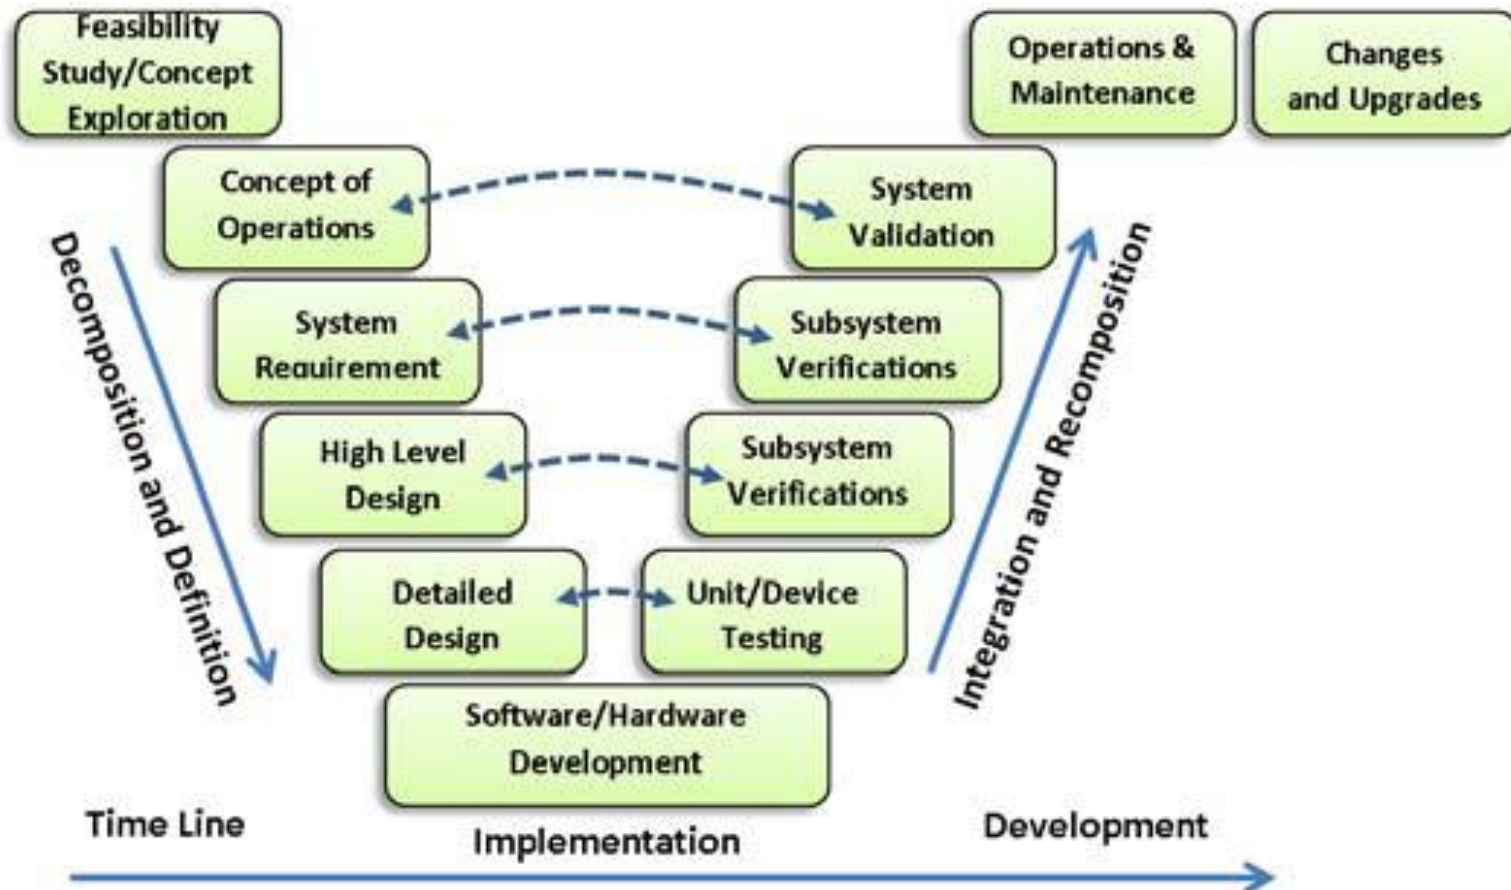 Feasibility
Study/Concept
Exploration
Operations &
Maintenance
Changes
and Upgrades
Concept of
Operations
System
Validation
System
Requirement
Subsystem
Verifications
High Level
Design
Subsystem
Verifications
Detailed
Design
Unit/Device
Testing
Software/Hardware
Development
Decomposition and Definition
Integration and Recomposition
Time Line
Implementation
Development